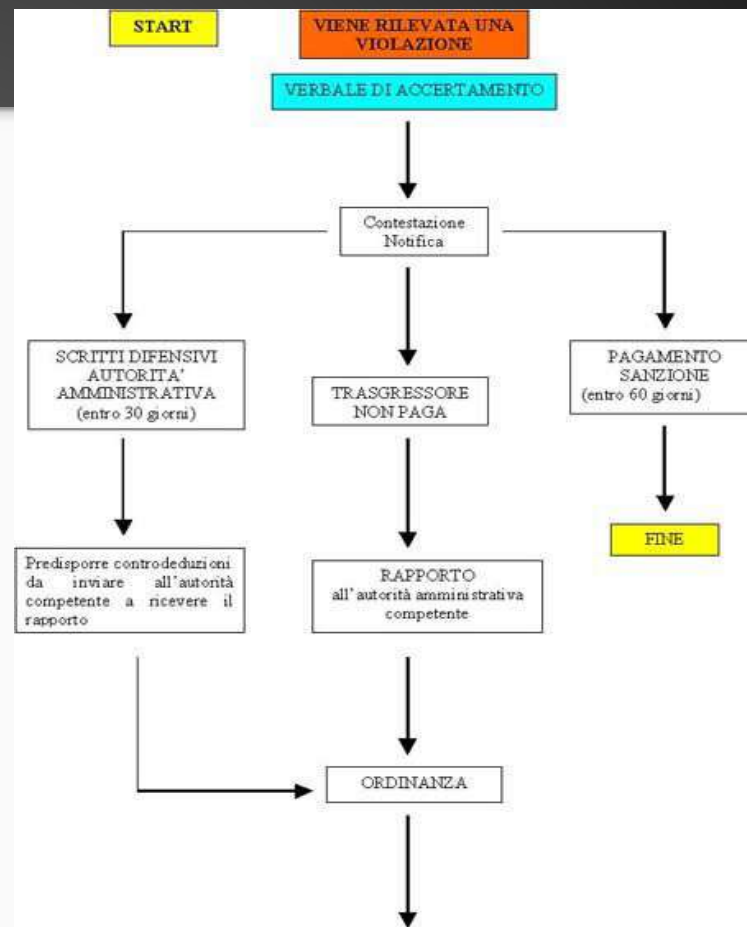 START
VIENE RILEVATA UNA
VIOLAZIONE
VERBALE DI ACCERTAMENTO
Contestazione
Notifica
SCRITTI DIFENSIVI
AUTORITA'
AMMINISTRATIVA
(entro 30 giorni)
TRASGRESSORE
NON PAGA
PAGAMENTO
SANZIONE
(entro 60 giorni)
FINE
Predisporre controdeduzioni
da inviare all'autorità
competente a ricevere il
rapporto
RAPPORTO
all'autorità amministrativa
competente
ORDINANZA